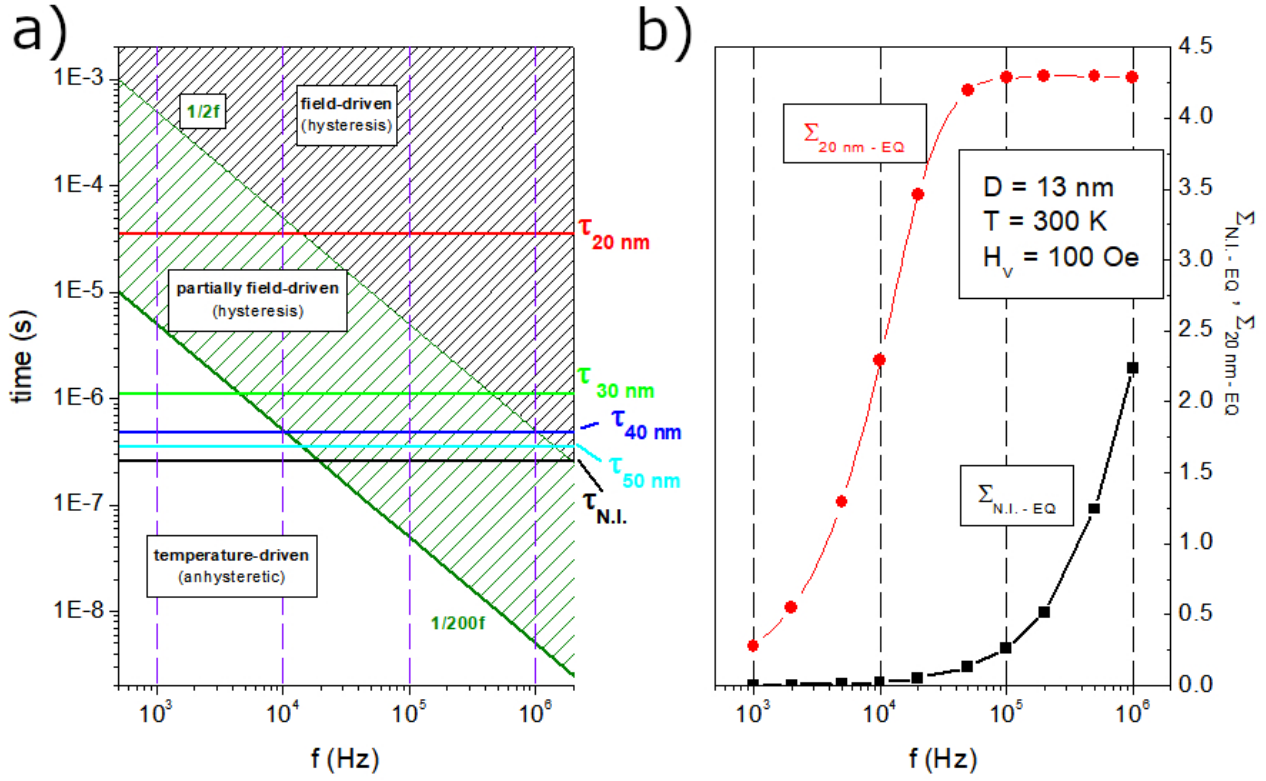 a)
1E-3
1E-4
1E-5
1E-6
1E-7
1E-8
time (s)
1/2f
field-driven
(hysteresis)
τ20 nm
partially field-driven
(hysteresis)
τ30 nm
τ40 nm
τ50 nm
τN.I.
temperature-driven
(anhysteretic)
1/200f
10³ 10⁴ 10⁵ 10⁶
f (Hz)
b)
Σ20 nm - EQ
D = 13 nm
T = 300 K
HV = 100 Oe
ΣN.I. - EQ
4.5
4.0
3.5
3.0
2.5
2.0
1.5
1.0
0.5
0.0
ΣN.I. - EQ , Σ20 nm-EQ
10³ 10⁴ 10⁵ 10⁶
f (Hz)